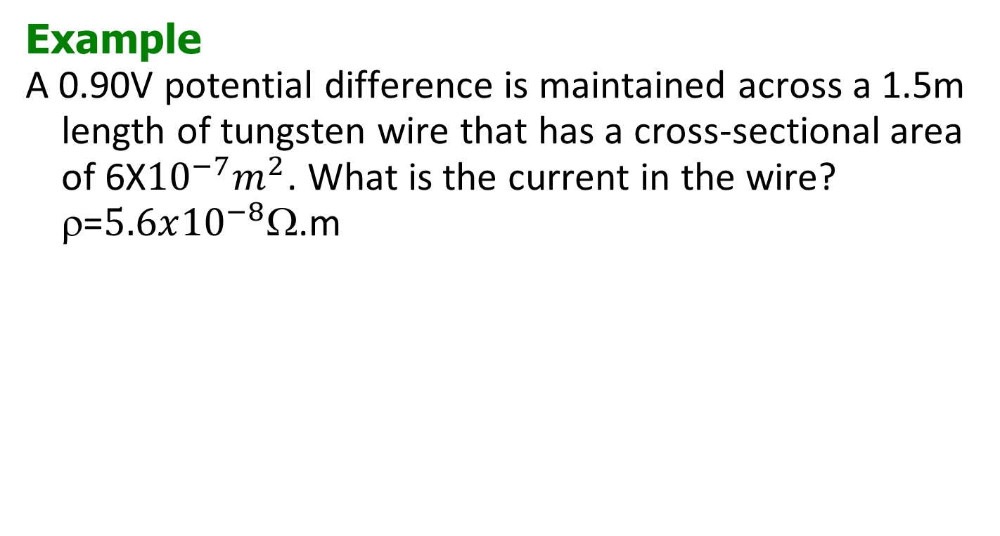 Example
A 0.90V potential difference is maintained across a 1.5m
length of tungsten wire that has a cross-sectional area
of 6X10⁻⁷m². What is the current in the wire?
ρ=5.6x10⁻⁸Ω.m